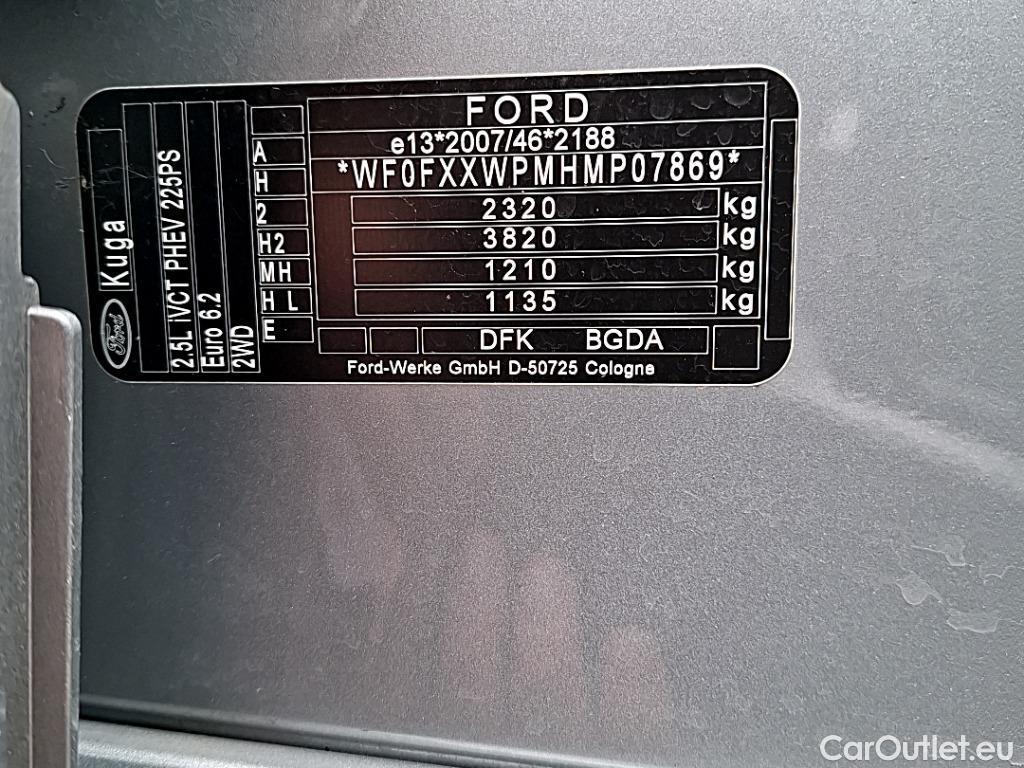 FORD
e13*2007/46*2188
*WF0FXXWPMHMP07869*
2320 kg
3820 kg
1210 kg
1135 kg
DFK BGDA
Ford-Werke GmbH D-50725 Cologne
A
H
2
H2
MH
H L
E
Ford Kuga
2.5L iVCT PHEV 225PS
Euro 6.2
2WD
CarOutlet.eu